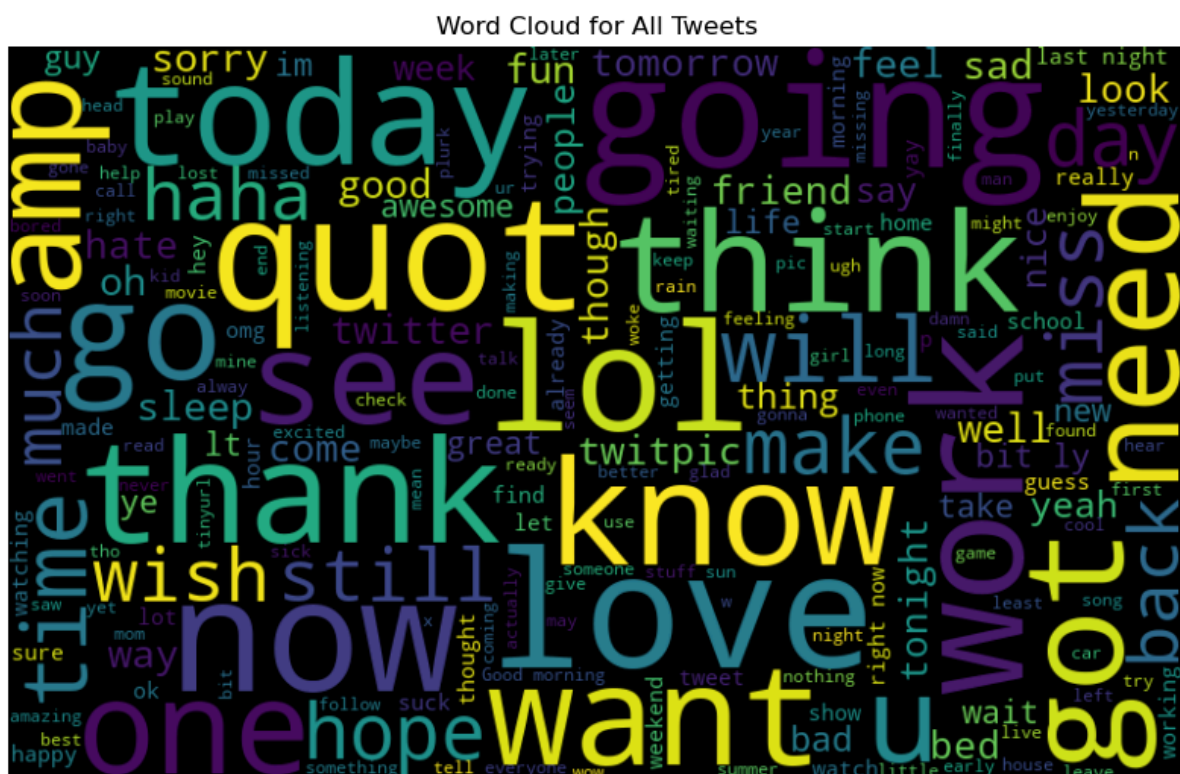 Word Cloud for All Tweets
guy
sorry
im
week
fun
later
tomorrow
feel
sad
last night
look
sound
head
play
today
going
amp
yesterday
day
n
baby
gone
help
lost
missed
call
right
bored
haha
good
awesome
ur
plurk
trying
peoplen
year
morning
missing
yay
finally
man
really
tired
friend
say
life
start
home
might
enjoy
waiting
keep
pic
ugh
rain
nice
miss
need
hate
hey
oh
kid
movie
soon
end
listening
quot
making
though
think
woke
much
go
omg
mine
twitter
see
talk
already
lol
getting
feeling
will
girl
long
damn
said
school
p
put
alway
check
done
seem
thing
gonna
phone
even
work
wanted
new
made
sleep
excited
maybe
great
twitpic
make
well
found
hear
lt
come
hour
read
went
never
ye
tinyurl
thank
mean
ready
find
let
better
glad
know
use
bit ly
guess
take
yeah
first
cool
time
watching
tho
sick
wish
still
someone
stuff
sun
give
love
actually
may
w
night
right now
tonight
game
least
song
got
back
saw
yet
lot
mom
way
now
x
coming
thought
Good morning
tweet
nothing
car
try
left
working
sure
ok
bit
follow
suck
amazing
best
happy
one
hope
something
tell
everyone
wow
want
weekend
summer
show
bad
watch
little
u
bed
wait
live
early
house
leave